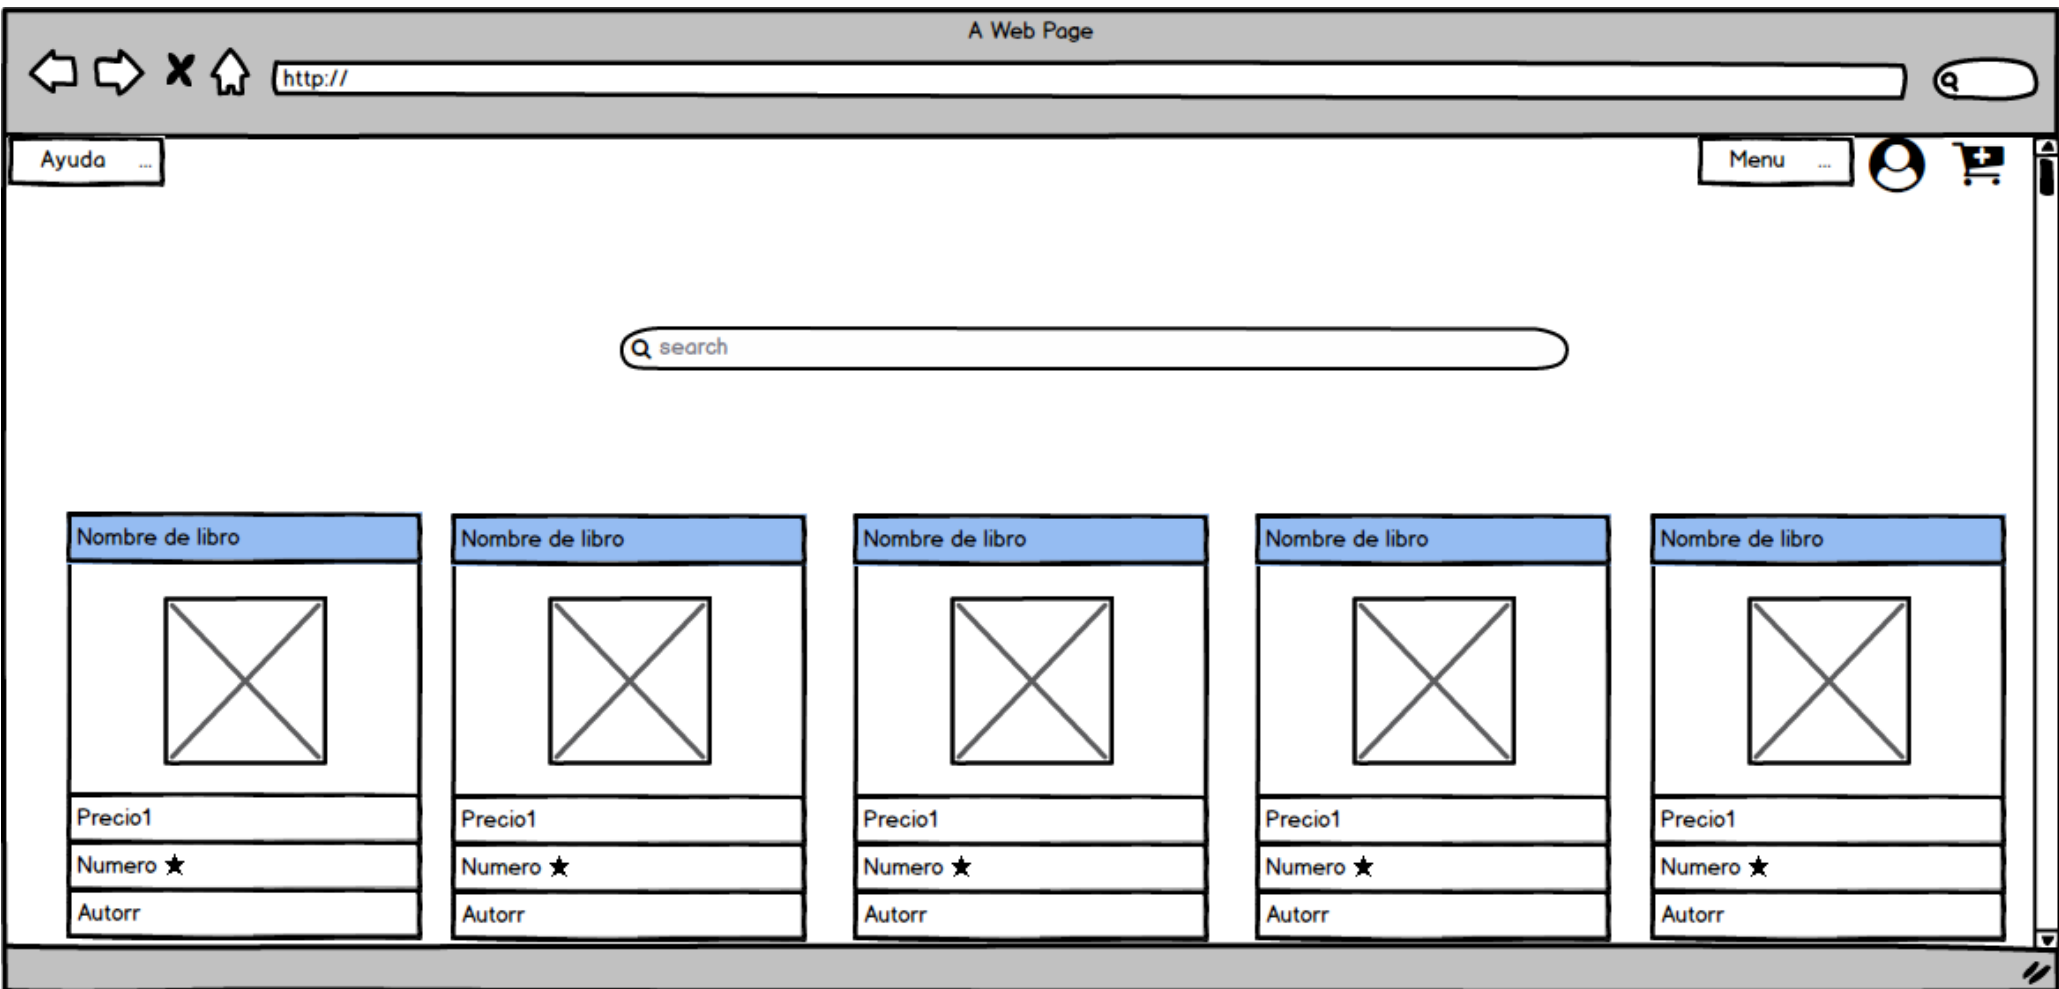 A Web Page
http://
Ayuda ...
Menu ...
search
Nombre de libro
Nombre de libro
Nombre de libro
Nombre de libro
Nombre de libro
Precio1
Precio1
Precio1
Precio1
Precio1
Numero ★
Numero ★
Numero ★
Numero ★
Numero ★
Autorr
Autorr
Autorr
Autorr
Autorr